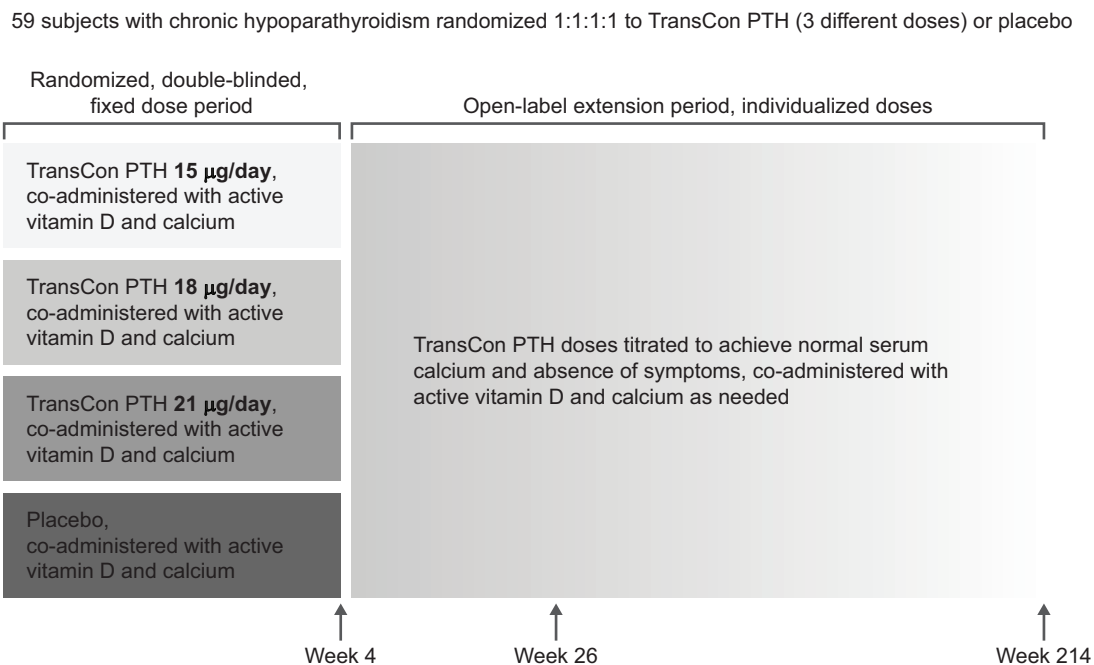 59 subjects with chronic hypoparathyroidism randomized 1:1:1:1 to TransCon PTH (3 different doses) or placebo
Randomized, double-blinded,
fixed dose period
Open-label extension period, individualized doses
TransCon PTH 15 μg/day,
co-administered with active
vitamin D and calcium
TransCon PTH 18 μg/day,
co-administered with active
vitamin D and calcium
TransCon PTH 21 μg/day,
co-administered with active
vitamin D and calcium
Placebo,
co-administered with active
vitamin D and calcium
TransCon PTH doses titrated to achieve normal serum
calcium and absence of symptoms, co-administered with
active vitamin D and calcium as needed
Week 4
Week 26
Week 214